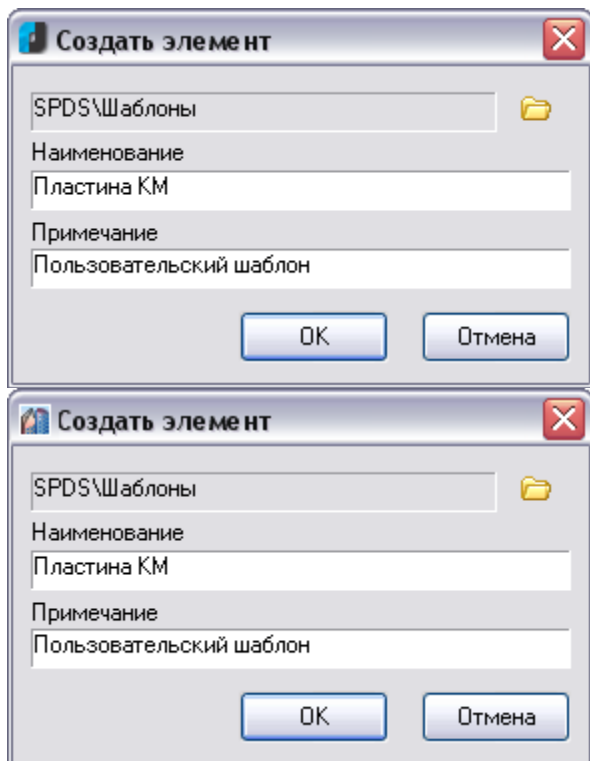 Создать элемент
SPDS\Шаблоны
Наименование
Пластина КМ
Примечание
Пользовательский шаблон
OK
Отмена
Создать элемент
SPDS\Шаблоны
Наименование
Пластина КМ
Примечание
Пользовательский шаблон
OK
Отмена